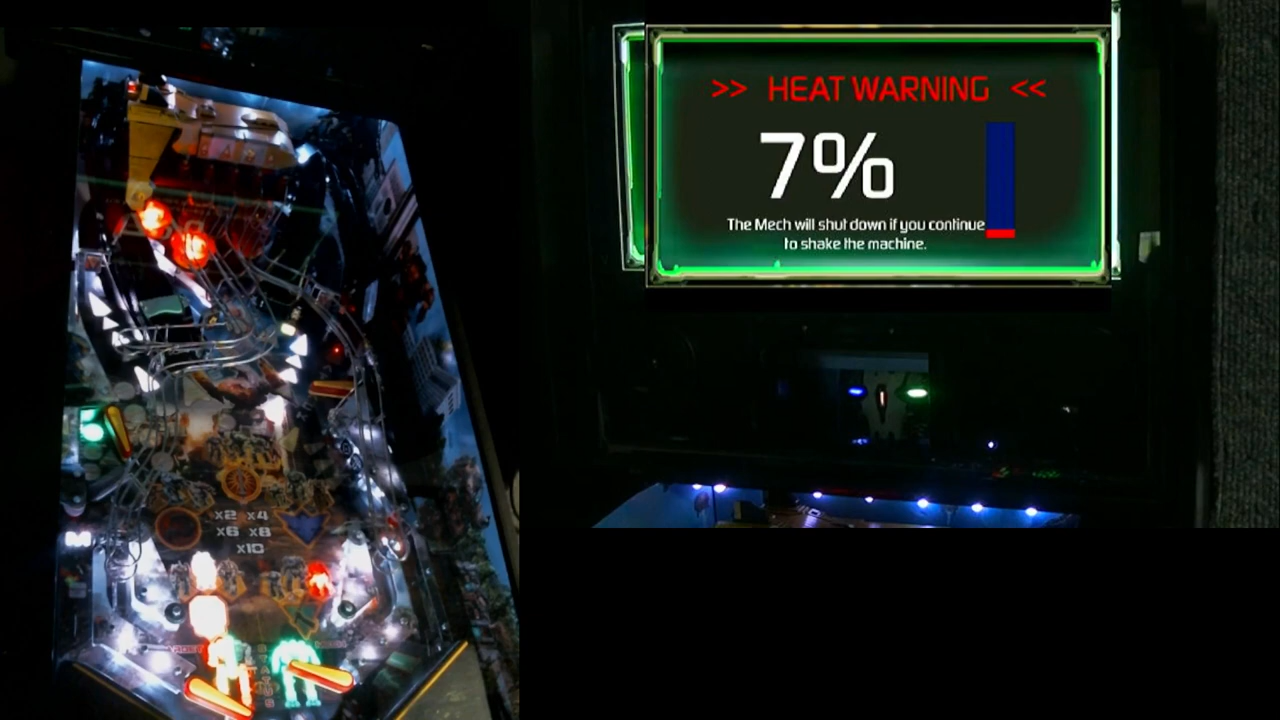 >> HEAT WARNING <<
7%
The Mech will shut down if you continue
to shake the machine.
x2 x4
x6 x8
x10